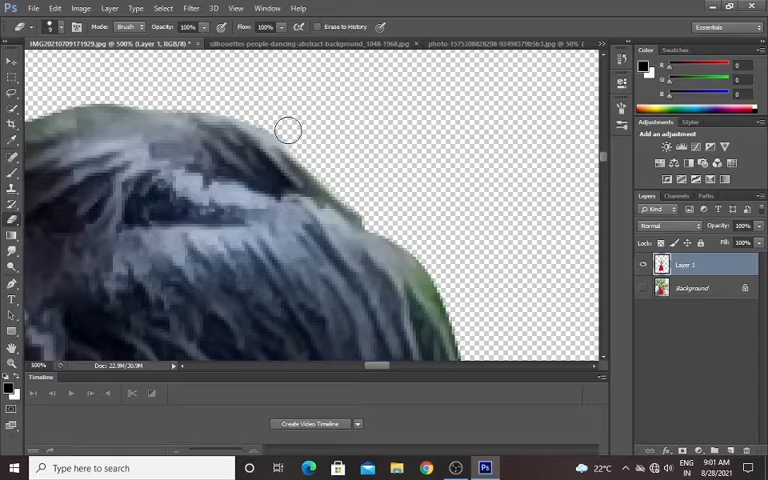 Ps File Edit Image Layer Type Select Filter 3D View Window Help
9 Mode: Brush Opacity: 100% Flow: 100% Erase to History Essentials
IMG20210709171929.jpg @ 500% (Layer 1, RGB/8) * × silhouettes-people-dancing-abstract-background_1048-1968.jpg ×
Color Swatches
R 0
G 0
B 0
Adjustments Styles
Add an adjustment
Layers Channels Paths
Kind
Normal Opacity: 100%
Lock: Fill: 100%
Layer 1
Background
500% Doc: 22.9M/30.9M
Timeline
Create Video Timeline
Type here to search
Ps
22°C
ENG
IN
9:01 AM
8/28/2021